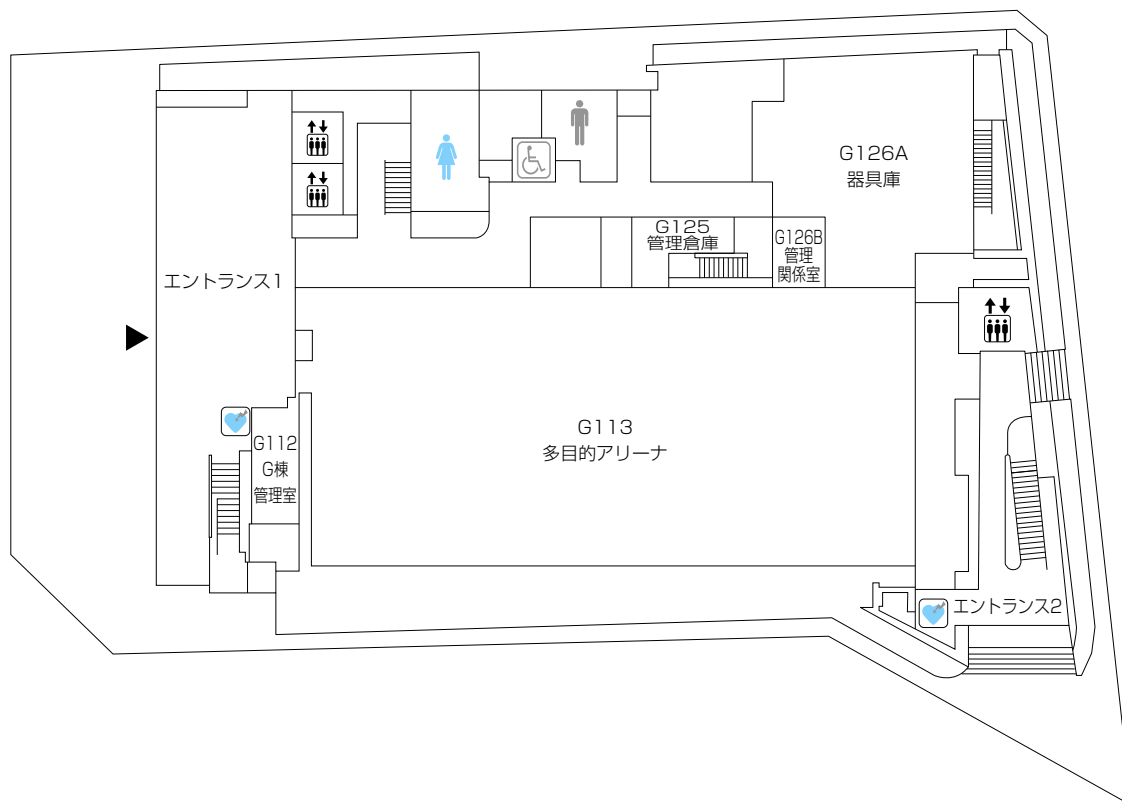 G126A
器具庫
G125
管理倉庫
G126B
管理
関係室
エントランス1
G113
多目的アリーナ
G112
G棟
管理室
エントランス2